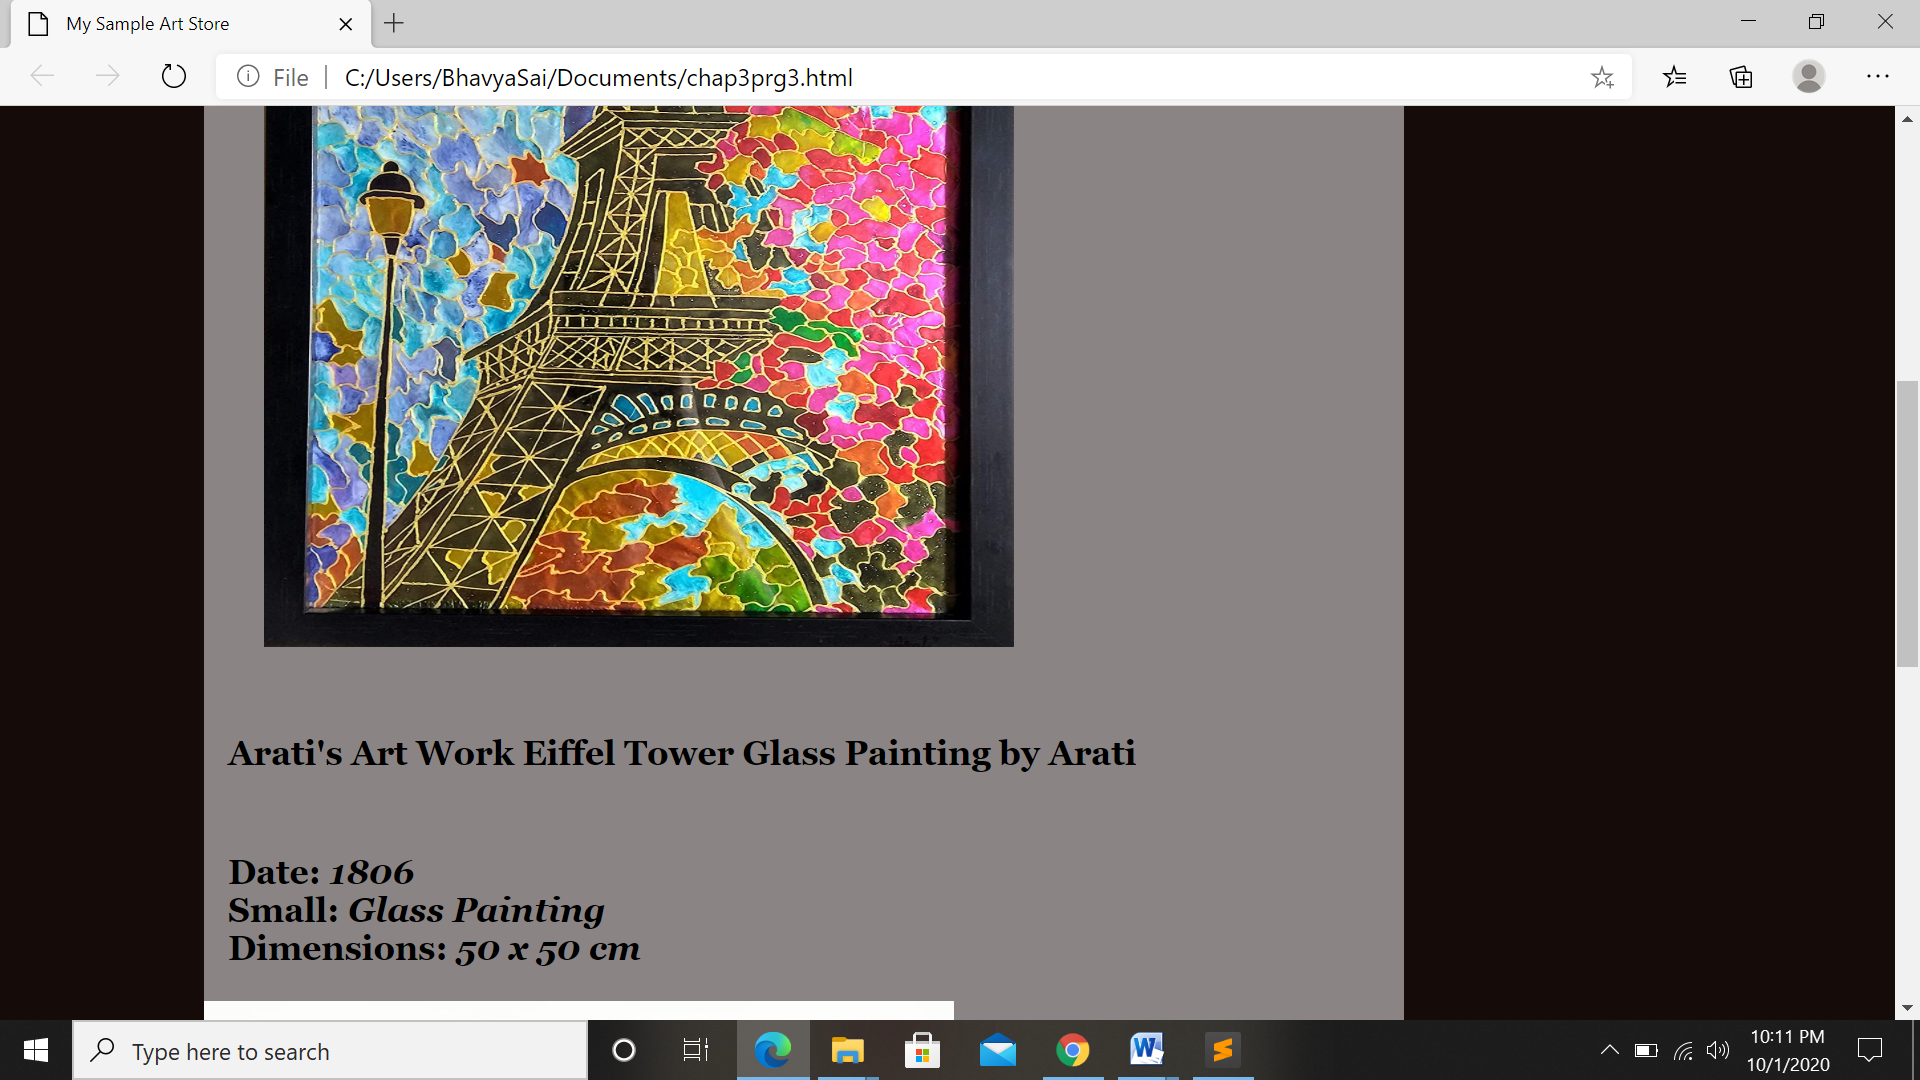 My Sample Art Store
File
C:/Users/BhavyaSai/Documents/chap3prg3.html
Arati's Art Work Eiffel Tower Glass Painting by Arati
Date: 1806
Small: Glass Painting
Dimensions: 50 x 50 cm
Type here to search
10:11 PM
10/1/2020